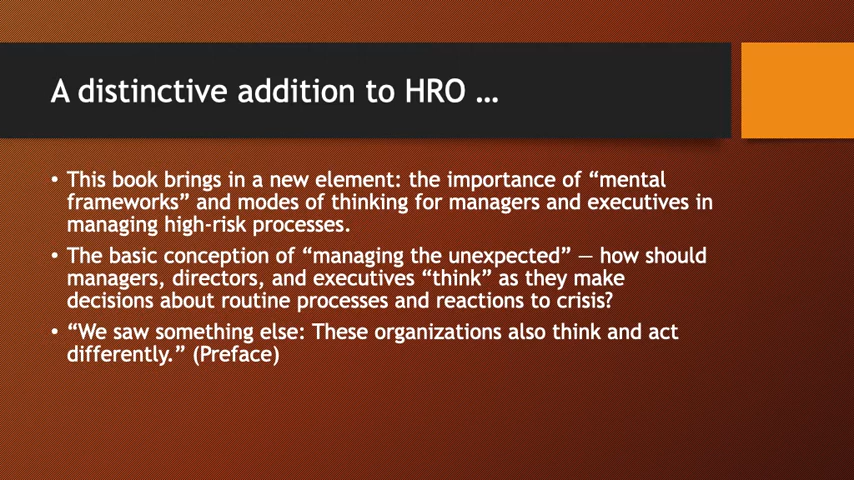 A distinctive addition to HRO …
• This book brings in a new element: the importance of “mental
frameworks” and modes of thinking for managers and executives in
managing high-risk processes.
• The basic conception of “managing the unexpected” — how should
managers, directors, and executives “think” as they make
decisions about routine processes and reactions to crisis?
• “We saw something else: These organizations also think and act
differently.” (Preface)